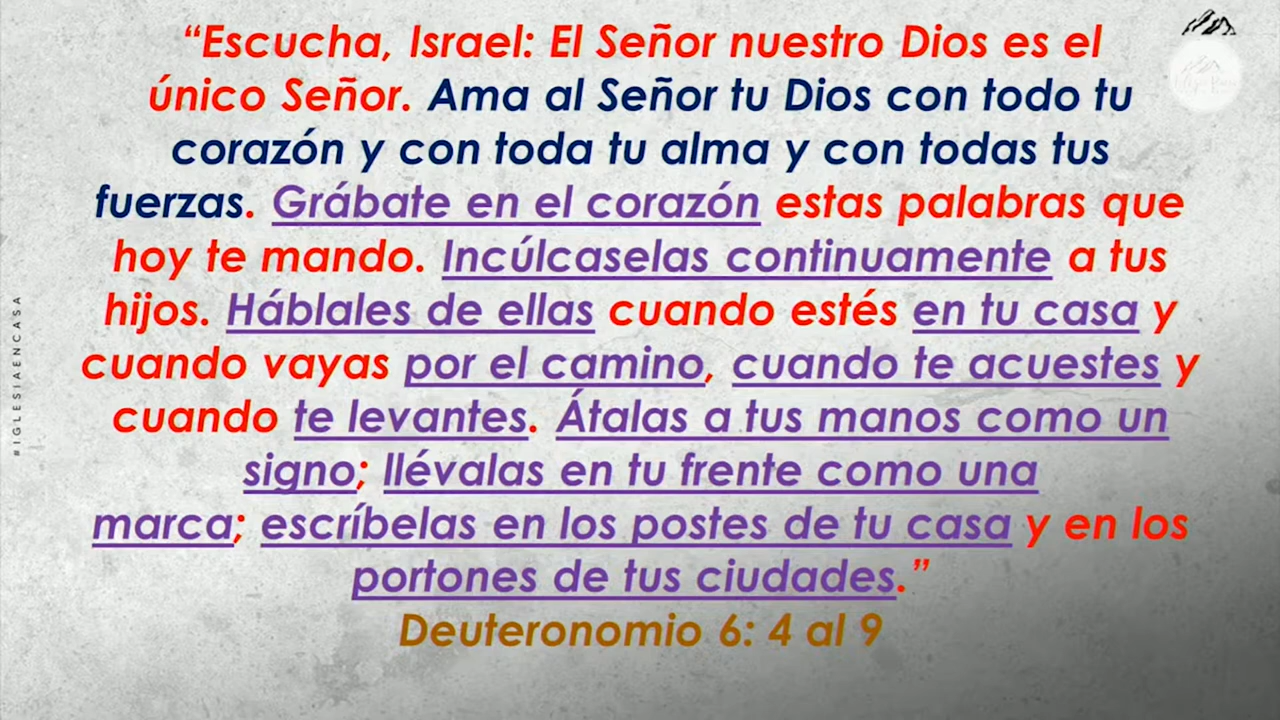 “Escucha, Israel: El Señor nuestro Dios es el
único Señor. Ama al Señor tu Dios con todo tu
corazón y con toda tu alma y con todas tus
fuerzas. Grábate en el corazón estas palabras que
hoy te mando. Incúlcaselas continuamente a tus
hijos. Háblales de ellas cuando estés en tu casa y
cuando vayas por el camino, cuando te acuestes y
cuando te levantes. Átalas a tus manos como un
signo; llévalas en tu frente como una
marca; escríbelas en los postes de tu casa y en los
portones de tus ciudades.”
Deuteronomio 6: 4 al 9
#IGLESIAENCASA